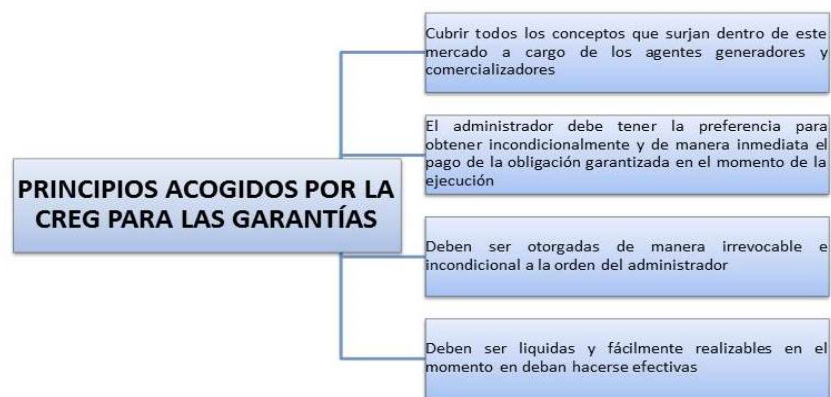 PRINCIPIOS ACOGIDOS POR LA
CREG PARA LAS GARANTÍAS
Cubrir todos los conceptos que surjan dentro de este
mercado a cargo de los agentes generadores y
comercializadores
El administrador debe tener la preferencia para
obtener incondicionalmente y de manera inmediata el
pago de la obligación garantizada en el momento de la
ejecución
Deben ser otorgadas de manera irrevocable e
incondicional a la orden del administrador
Deben ser liquidas y fácilmente realizables en el
momento en deban hacerse efectivas